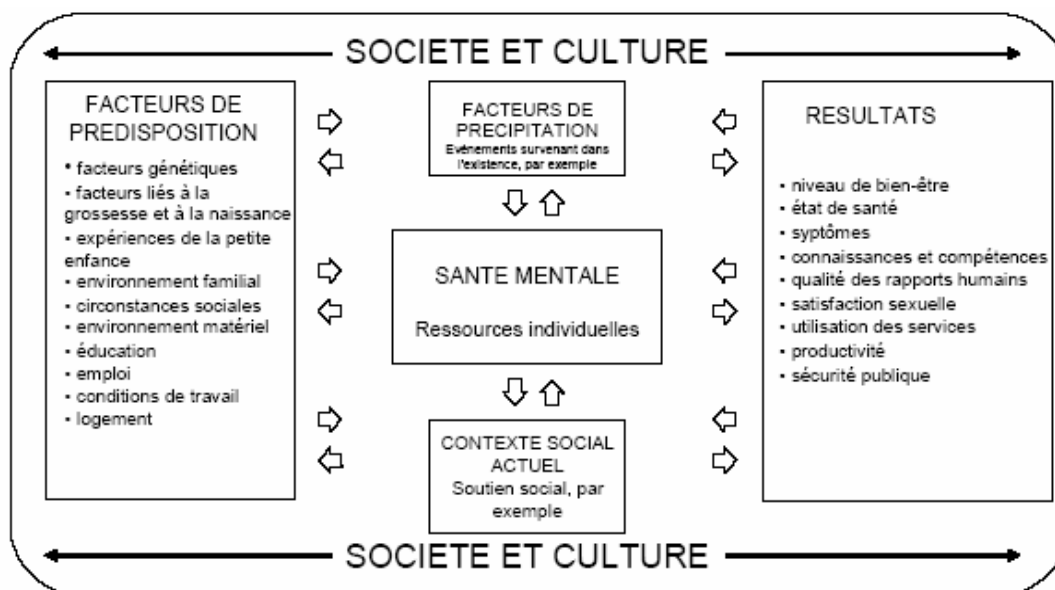 SOCIETE ET CULTURE
FACTEURS DE
PREDISPOSITION
• facteurs génétiques
▪ facteurs liés à la
grossesse et à la naissance
▪ expériences de la petite
enfance
▪ environnement familial
▪ circonstances sociales
▪ environnement matériel
▪ éducation
▪ emploi
▪ conditions de travail
▪ logement
FACTEURS DE
PRECIPITATION
Evénements survenant dans
l'existence, par exemple
SANTE MENTALE
Ressources individuelles
CONTEXTE SOCIAL
ACTUEL
Soutien social, par
exemple
RESULTATS
▪ niveau de bien-être
▪ état de santé
▪ syptômes
▪ connaissances et compétences
▪ qualité des rapports humains
▪ satisfaction sexuelle
▪ utilisation des services
▪ productivité
▪ sécurité publique
SOCIETE ET CULTURE